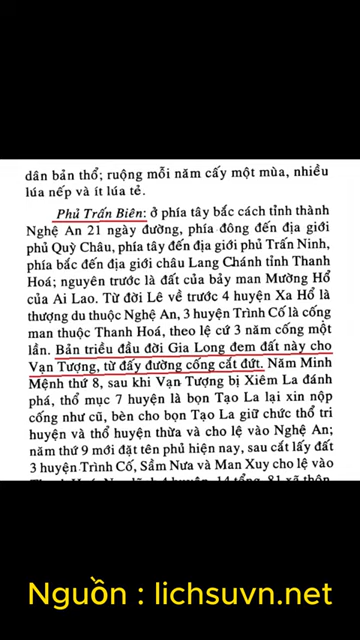 dân bản thổ; ruộng mỗi năm cấy một mùa, nhiều
lúa nếp và ít lúa tẻ.
Phủ Trấn Biên: ở phía tây bắc cách tỉnh thành
Nghệ An 21 ngày đường, phía đông đến địa giới
phủ Quỳ Châu, phía tây đến địa giới phủ Trấn Ninh,
phía bắc đến địa giới châu Lang Chánh tỉnh Thanh
Hoá; nguyên trước là đất của bảy man Mường Hổ
của Ai Lao. Từ đời Lê về trước 4 huyện Xa Hổ là
thượng du thuộc Nghệ An, 3 huyện Trình Cố là cống
man thuộc Thanh Hoá, theo lệ cứ 3 năm cống một
lần. Bản triều đầu đời Gia Long đem đất này cho
Vạn Tượng, từ đấy đường cống cắt đứt. Năm Minh
Mệnh thứ 8, sau khi Vạn Tượng bị Xiêm La đánh
phá, thổ mục 7 huyện là bọn Tạo La lại xin nộp
cống như cũ, bèn cho bọn Tạo La giữ chức thổ tri
huyện và thổ huyện thừa và cho lệ vào Nghệ An;
năm thứ 9 mới đặt tên phủ hiện nay, sau cắt lấy đất
3 huyện Trình Cố, Sầm Nưa và Man Xuy cho lệ vào
Nguồn : lichsuvn.net